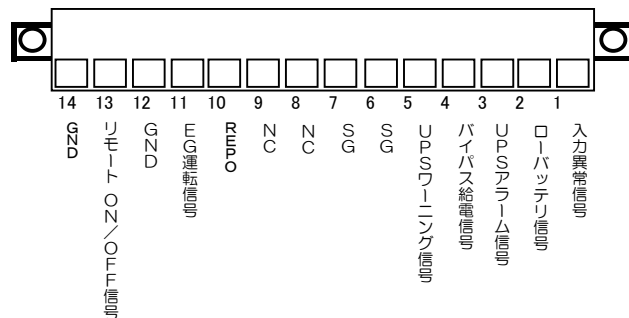 14 13 12 11 10 9 8 7 6 5 4 3 2 1
GND
リモート ON/OFF信号
GND
EG運転信号
REPO
NC
NC
SG
SG
UPSワーニング信号
バイパス給電信号
UPSアラーム信号
ローバッテリ信号
入力異常信号